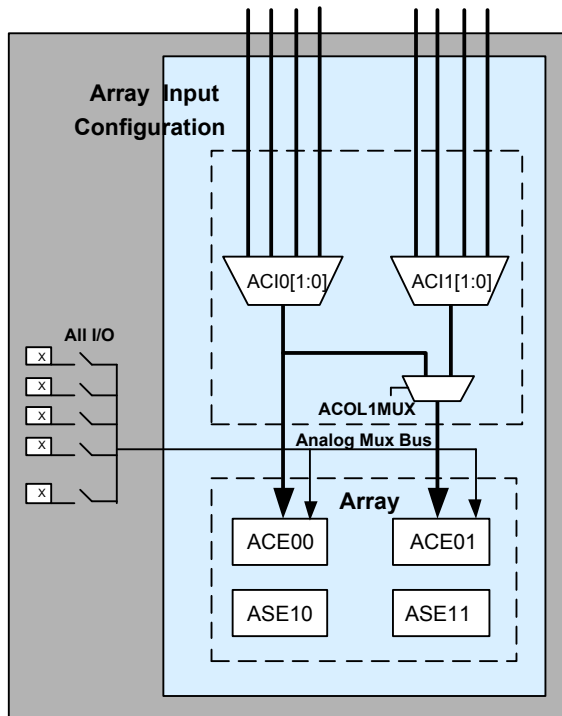 Array Input
Configuration
ACI0[1:0]
ACI1[1:0]
All I/O
X
X
X
X
X
ACOL1MUX
Analog Mux Bus
Array
ACE00
ACE01
ASE10
ASE11